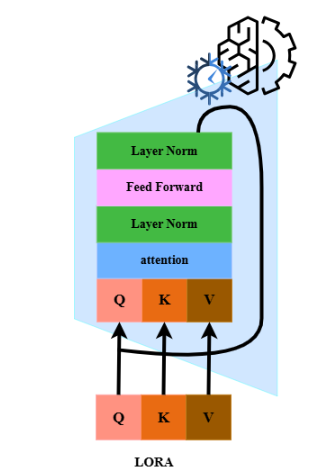 Layer Norm
Feed Forward
Layer Norm
attention
Q K V
Q K V
LORA